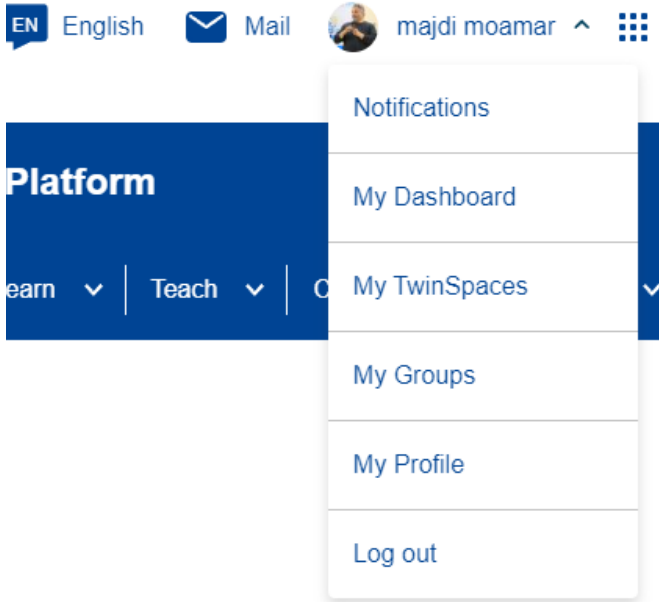 EN English Mail majdi moamar
Notifications
Platform
My Dashboard
earn Teach C My TwinSpaces
My Groups
My Profile
Log out